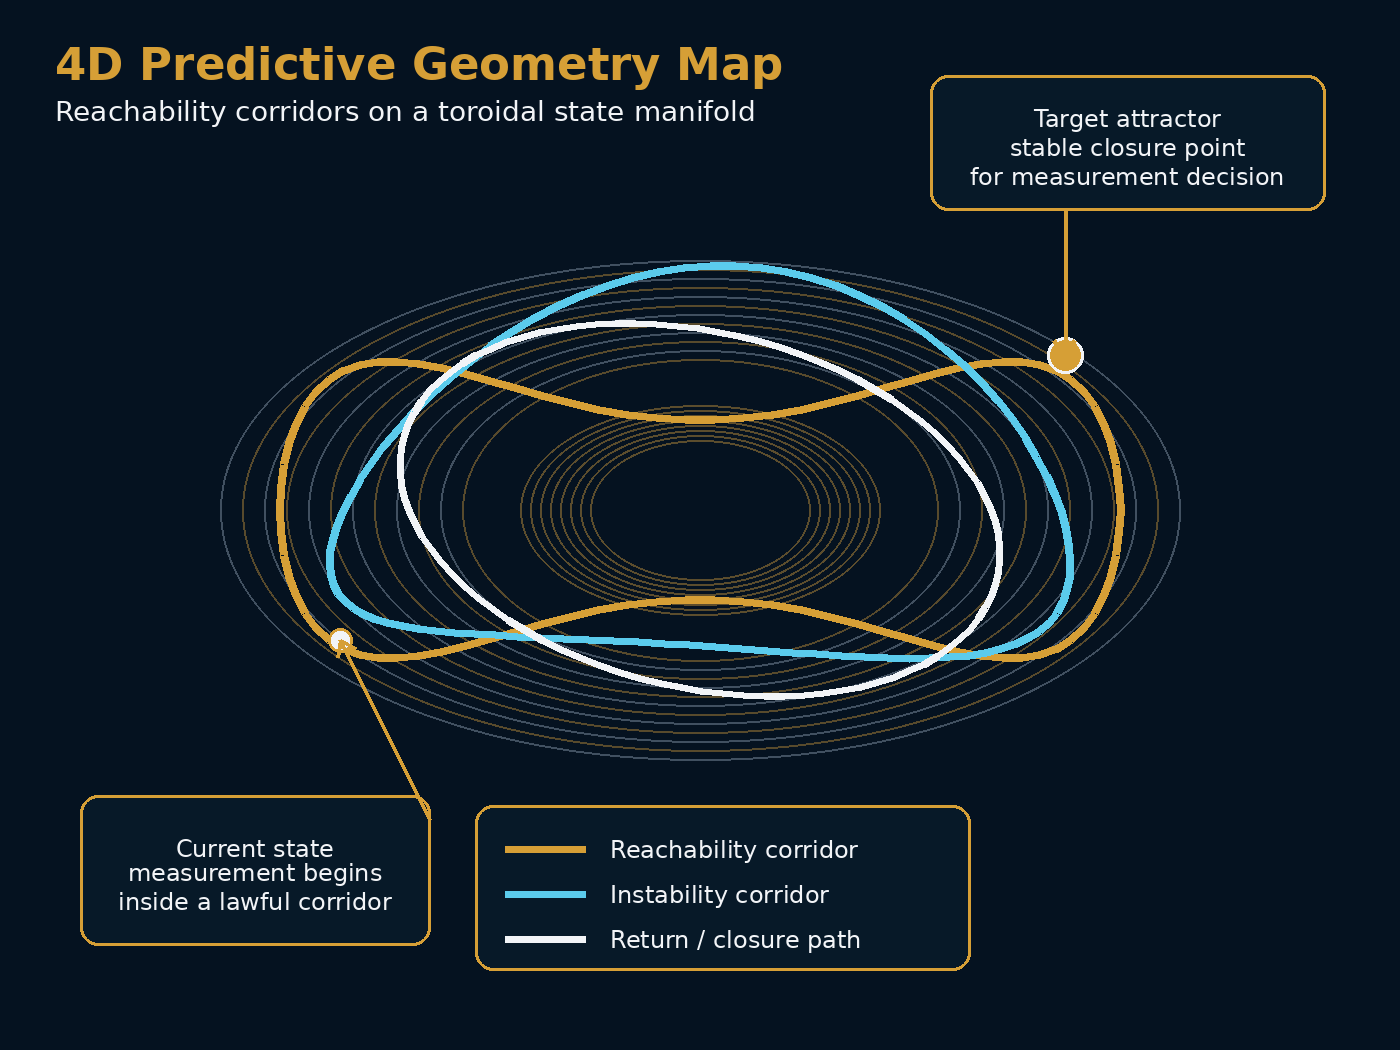 4D Predictive Geometry Map
Reachability corridors on a toroidal state manifold
Target attractor
stable closure point
for measurement decision
Current state
measurement begins
inside a lawful corridor
Reachability corridor
Instability corridor
Return / closure path